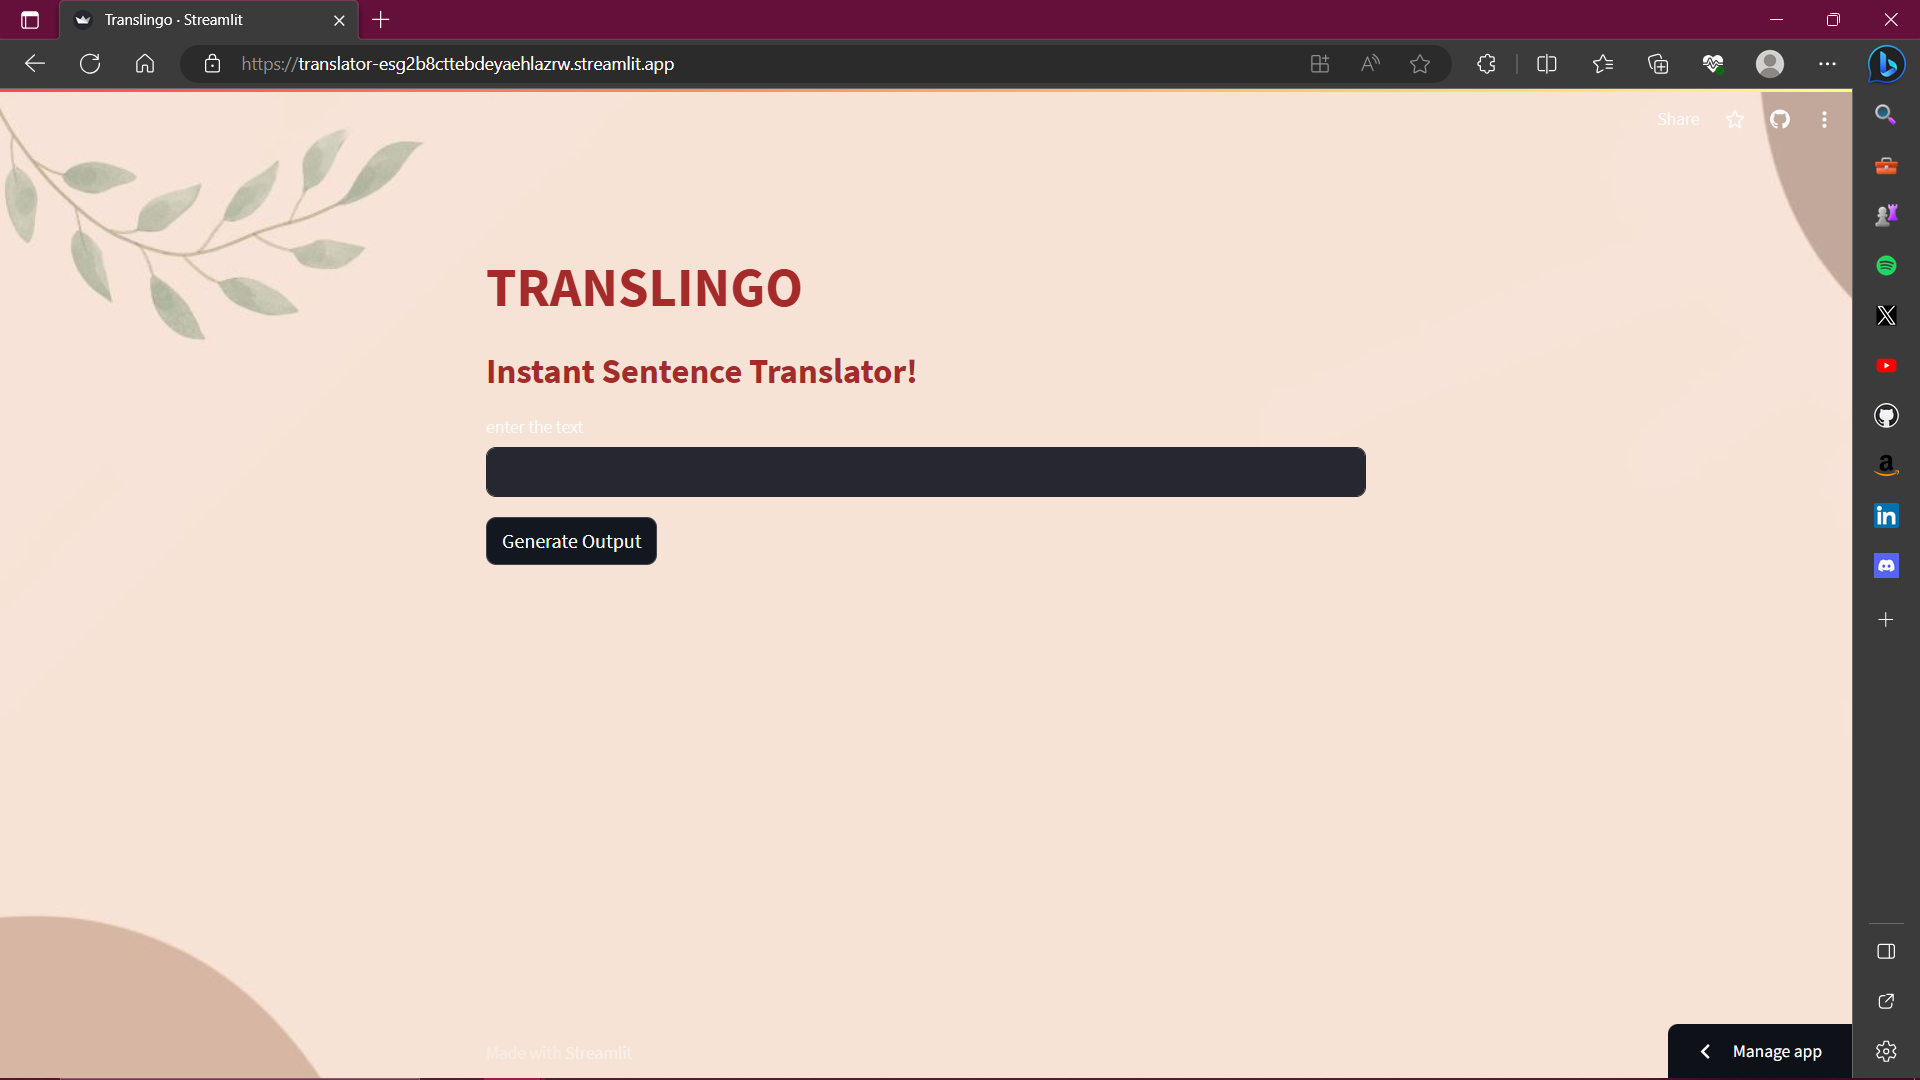 Translingo · Streamlit
https://translator-esg2b8cttebdeyaehlazrw.streamlit.app
Share
TRANSLINGO
Instant Sentence Translator!
enter the text
Generate Output
Made with Streamlit
Manage app